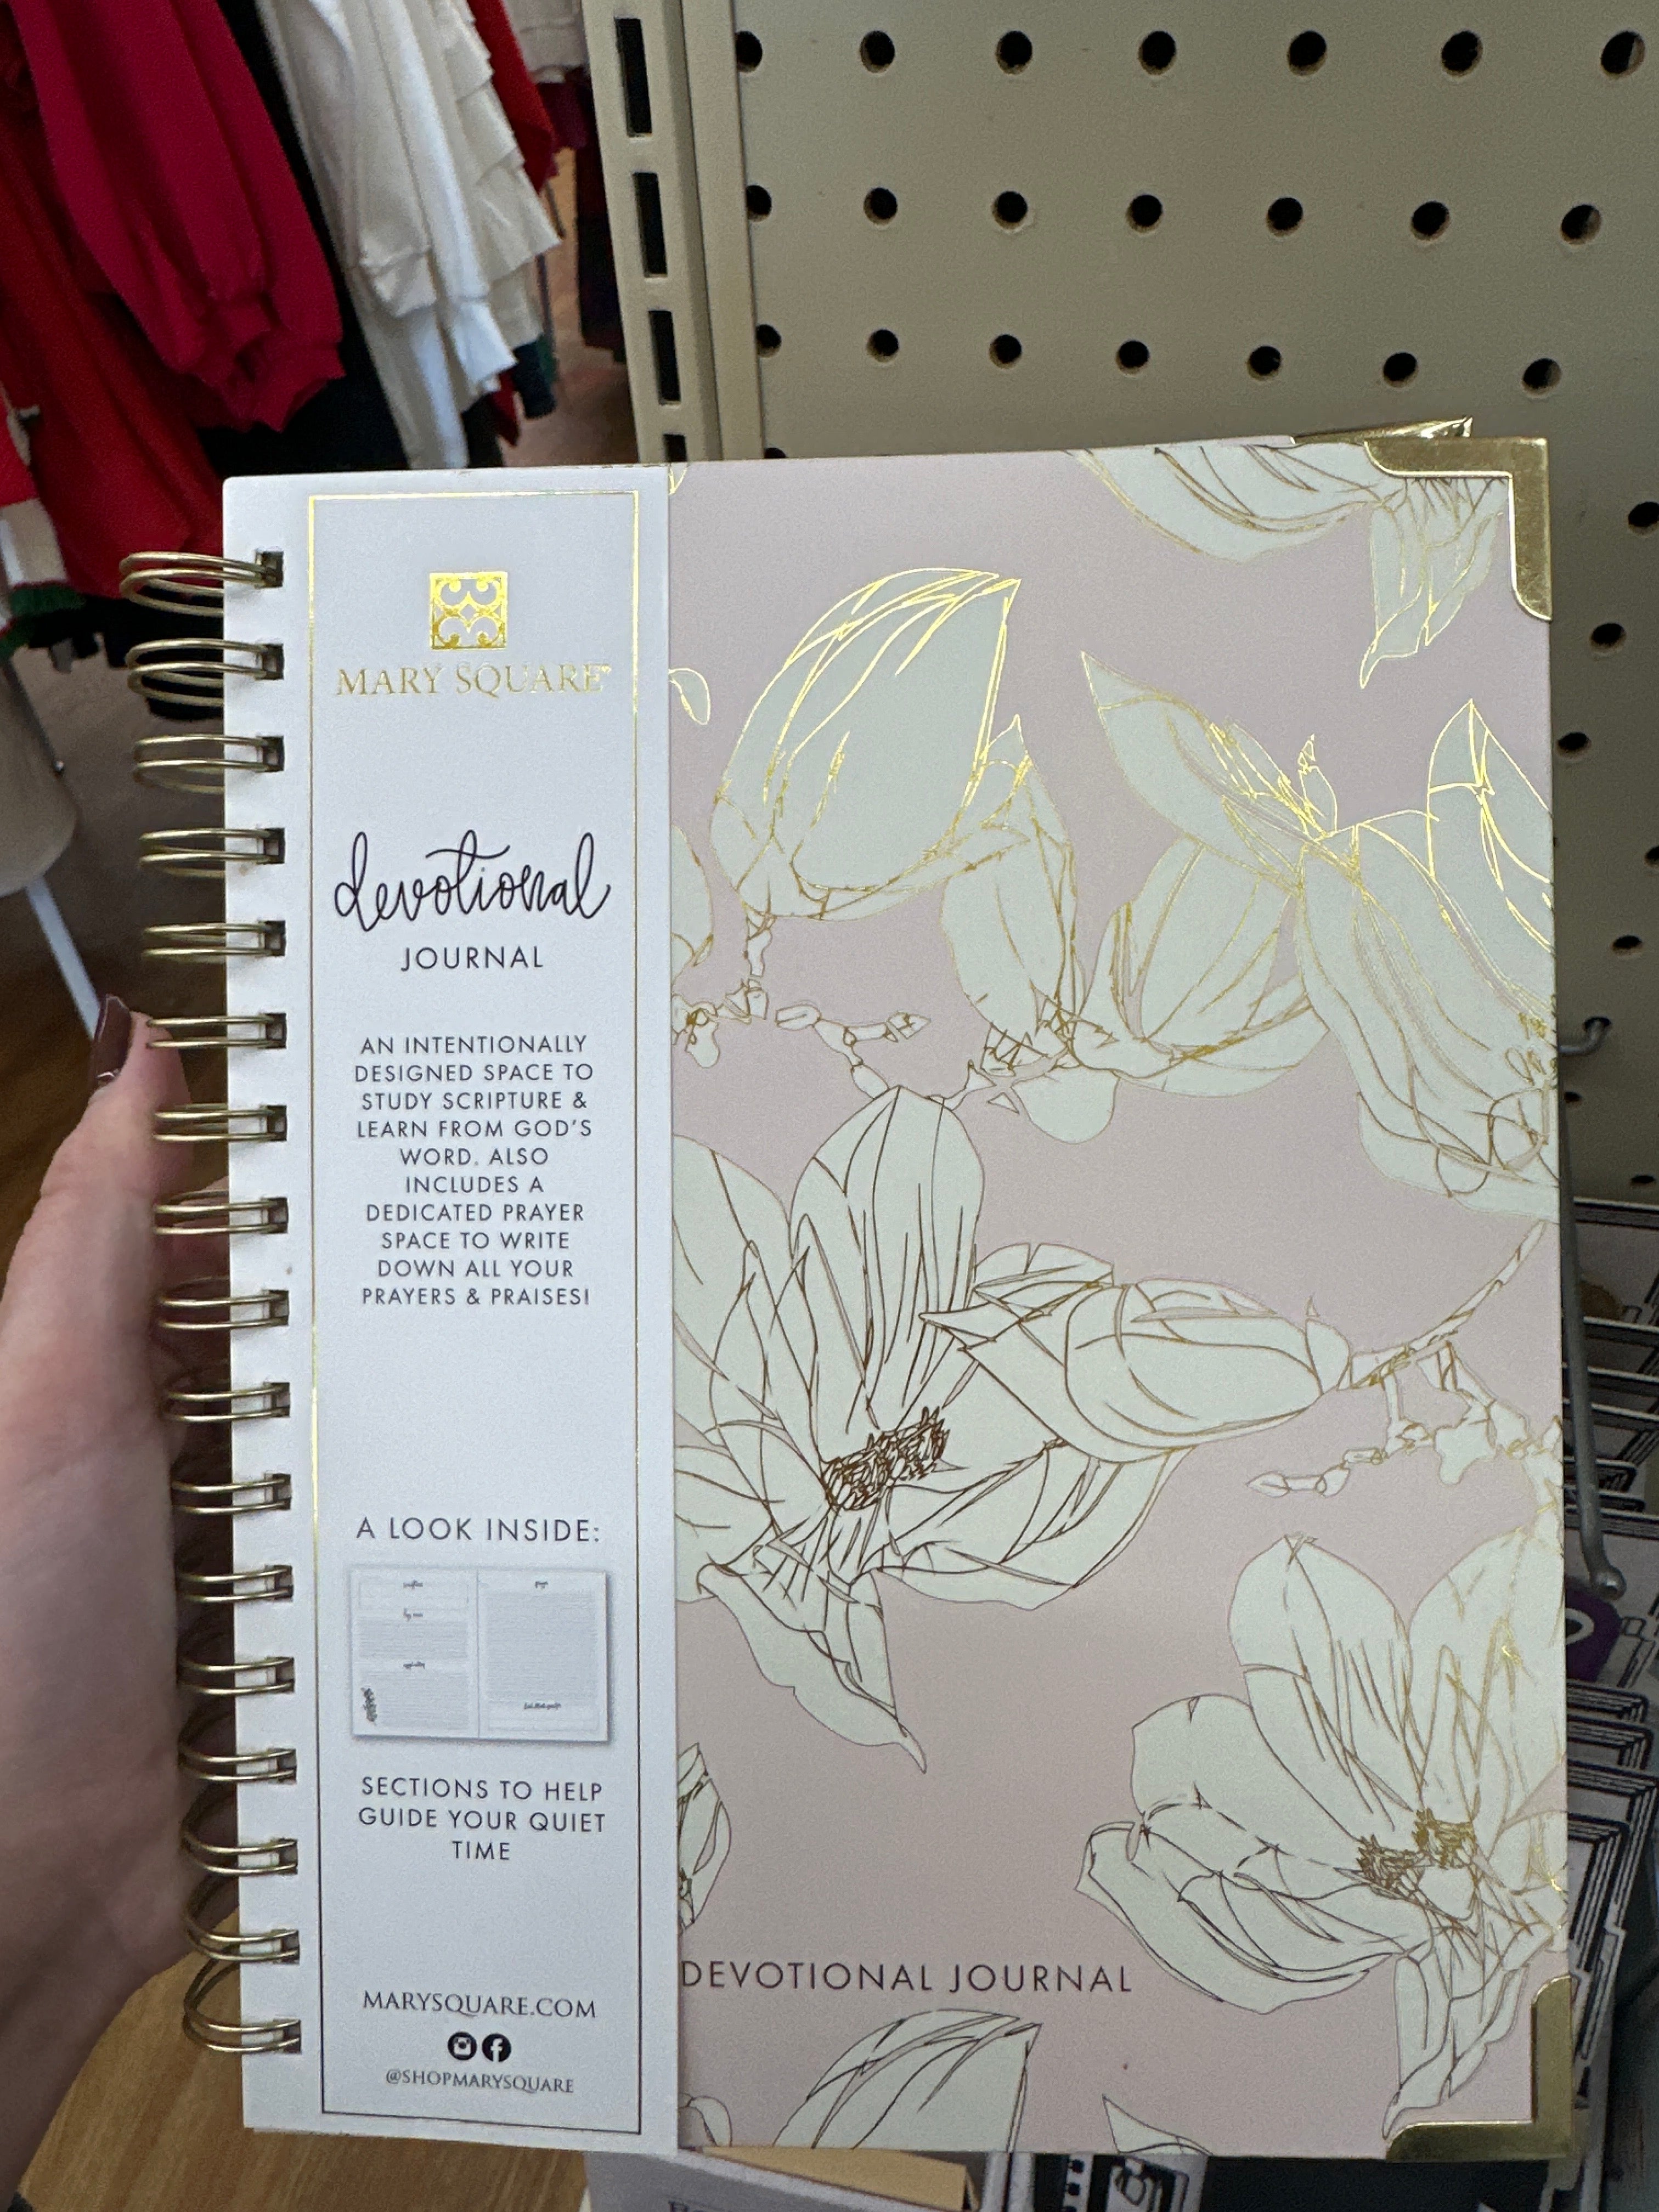 MARY SQUARE
devotional
JOURNAL
AN INTENTIONALLY
DESIGNED SPACE TO
STUDY SCRIPTURE &
LEARN FROM GOD'S
WORD. ALSO
INCLUDES A
DEDICATED PRAYER
SPACE TO WRITE
DOWN ALL YOUR
PRAYERS & PRAISES!
A LOOK INSIDE:
SECTIONS TO HELP
GUIDE YOUR QUIET
TIME
MARYSQUARE.COM
@SHOPMARYSQUARE
DEVOTIONAL JOURNAL